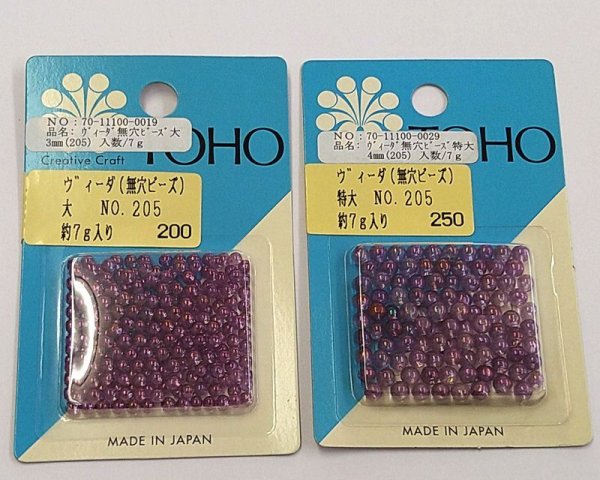 NO：70-11100-0019
品名：ヴィーダ無穴ビーズ大
3mm(205) 入数/7g
TOHO
Creative Craft
ヴィーダ(無穴ビーズ)
大 NO.205
約7g入り 200
MADE IN JAPAN
NO：70-11100-0029
品名：ヴィーダ無穴ビーズ特大
4mm(205) 入数/7g
TOHO
ヴィーダ(無穴ビーズ)
特大 NO.205
約7g入り 250
MADE IN JAPAN